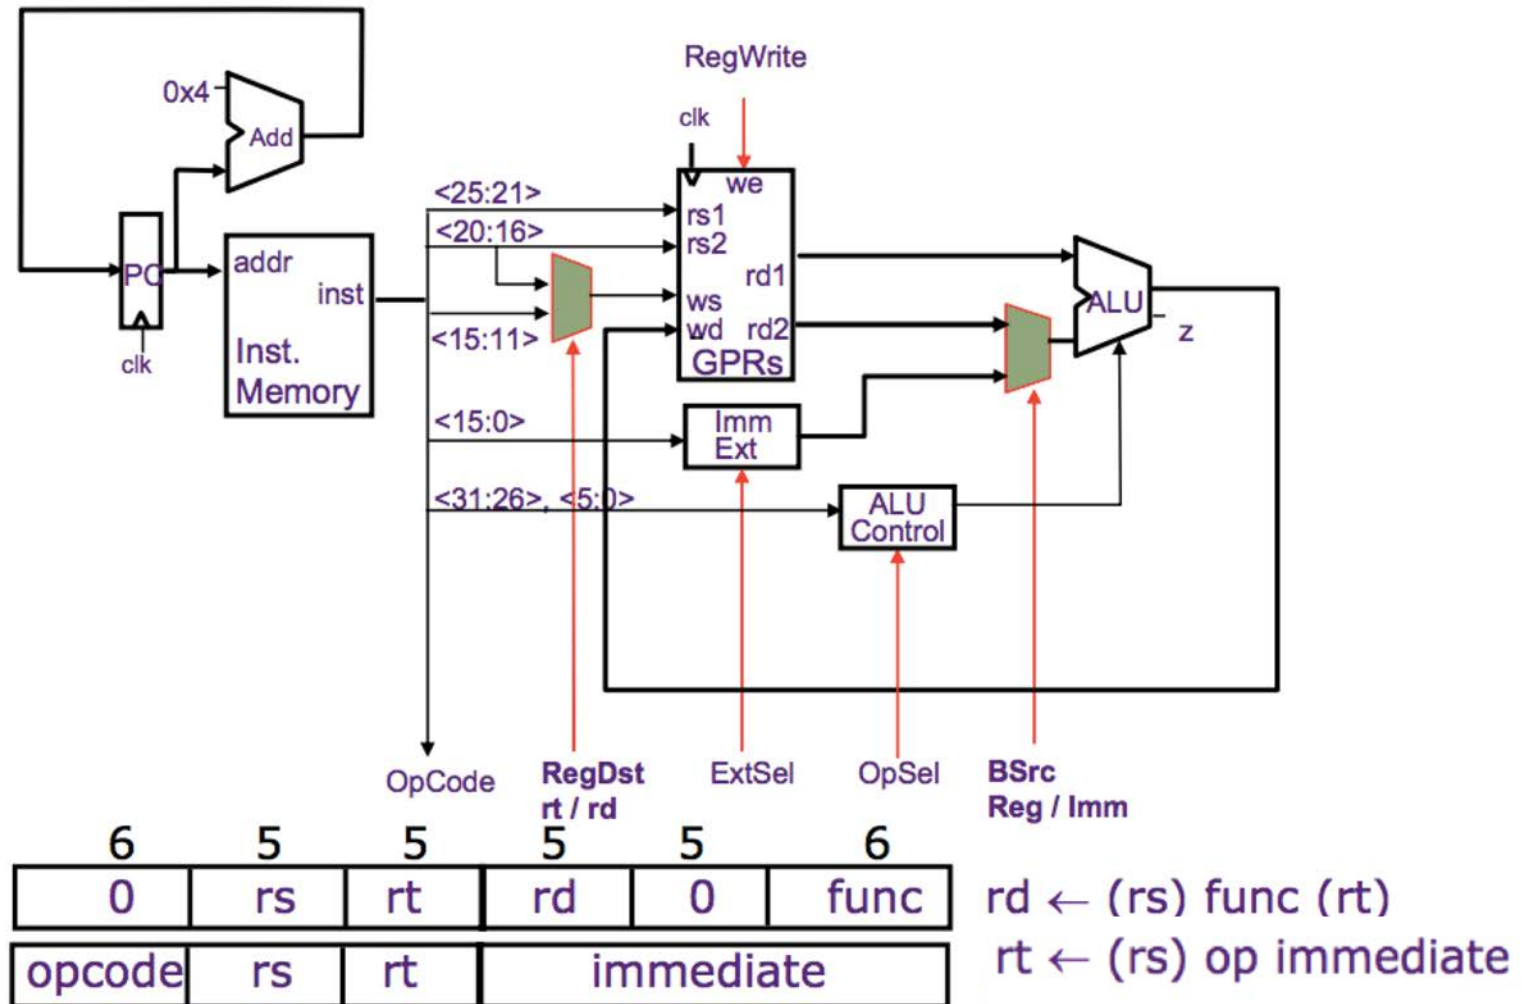 RegWrite
0x4
clk
Add
we
<25:21>
rs1
<20:16>
rs2
PC
addr
rd1
inst
ws
ALU
<15:11>
wd rd2
z
clk
Inst.
GPRs
Memory
<15:0>
Imm
Ext
<31:26>, <5:0>
ALU
Control
OpCode
RegDst
rt / rd
ExtSel
OpSel
BSrc
Reg / Imm
6 5 5 5 5 6
0 rs rt rd 0 func rd ← (rs) func (rt)
opcode rs rt immediate rt ← (rs) op immediate